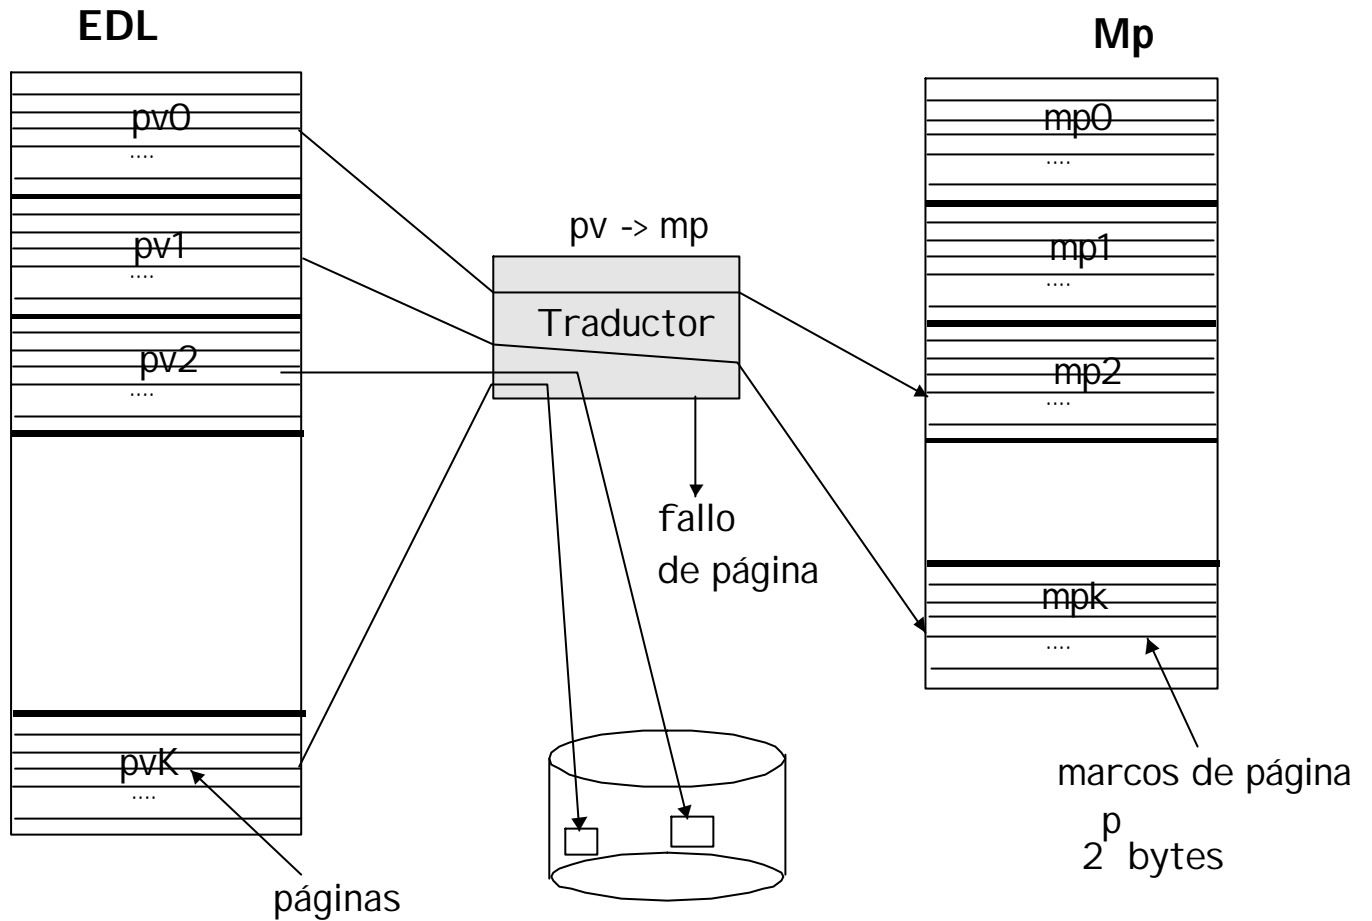 EDL
Mp
pv0
....
pv1
....
pv2
....
pvK
....
páginas
pv -> mp
Traductor
fallo
de página
mp0
....
mp1
....
mp2
....
mpk
....
marcos de página
2^p bytes